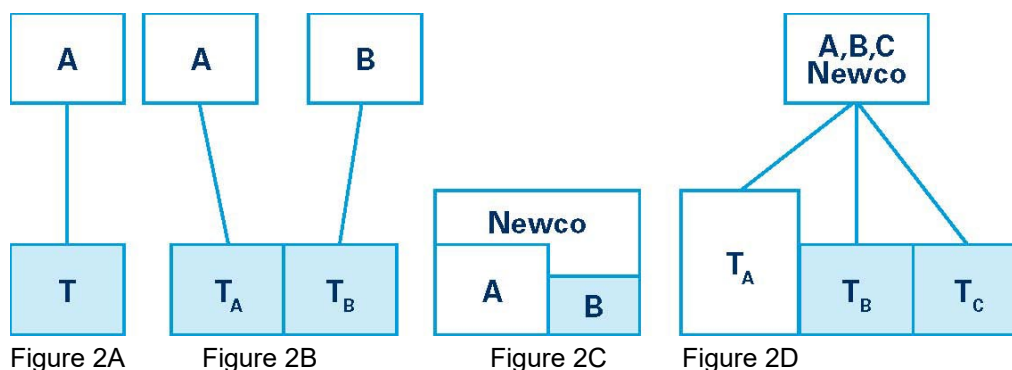 A
T
Figure 2A
A
B
T_A
T_B
Figure 2B
Newco
A
B
Figure 2C
A,B,C
Newco
T_A
T_B
T_C
Figure 2D